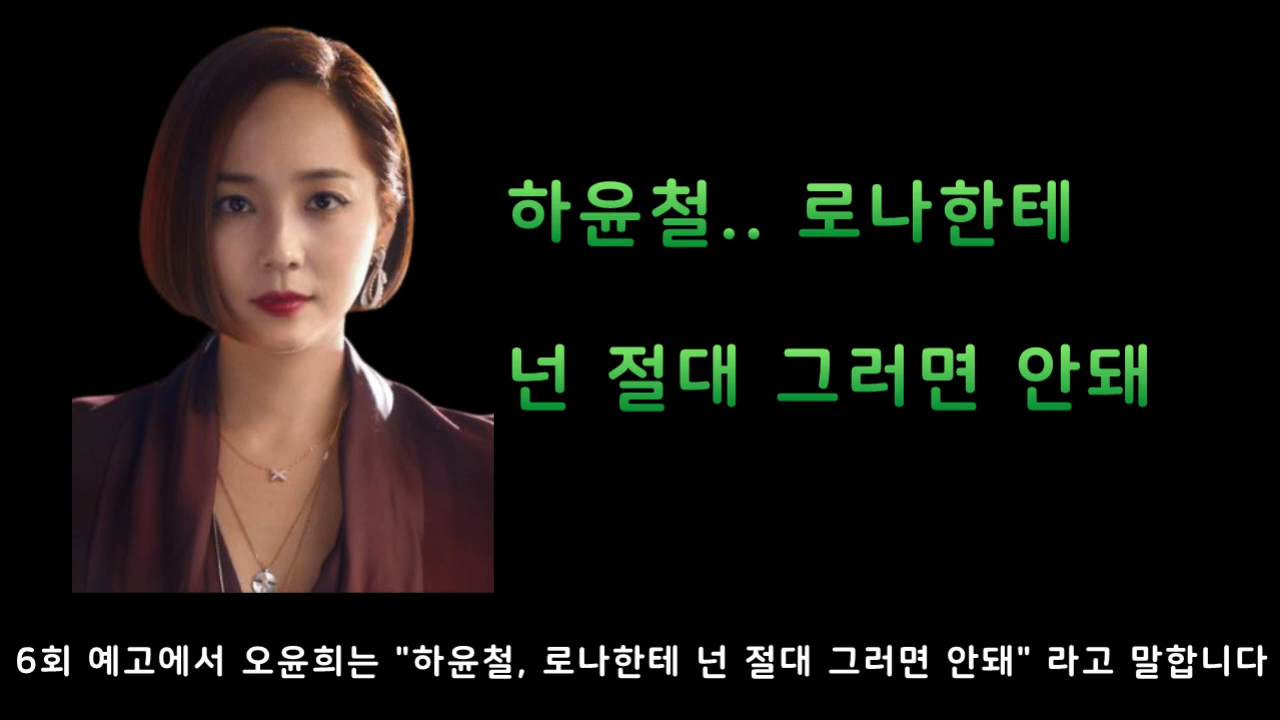 하윤철.. 로나한테
넌 절대 그러면 안돼
6회 예고에서 오윤희는 "하윤철, 로나한테 넌 절대 그러면 안돼" 라고 말합니다